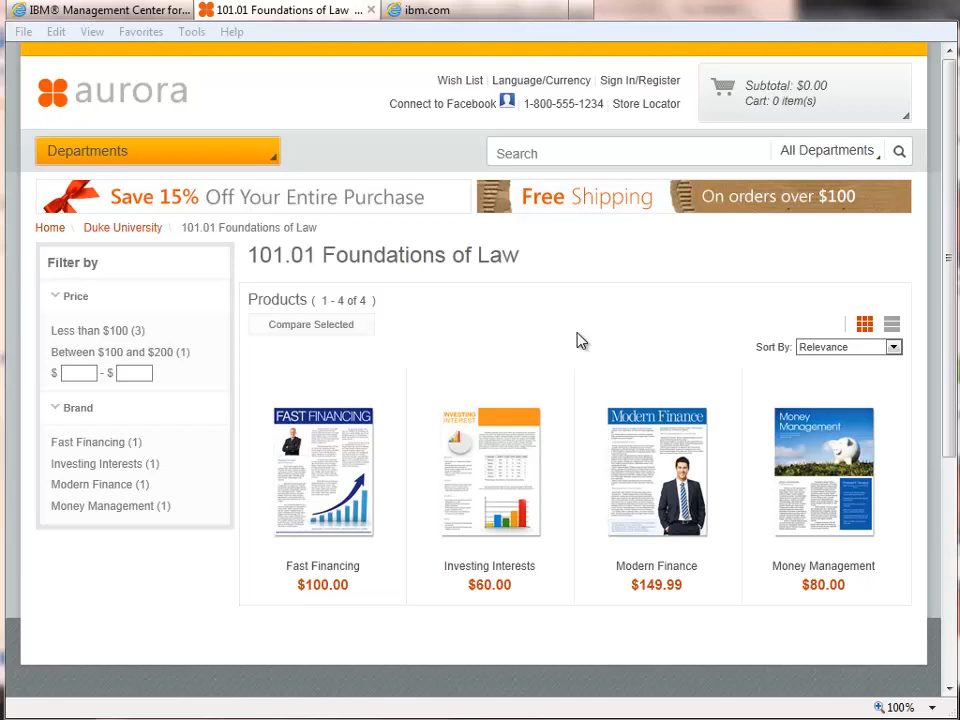 IBM® Management Center for...
101.01 Foundations of Law ...
ibm.com
File Edit View Favorites Tools Help
aurora
Wish List Language/Currency Sign In/Register
Connect to Facebook 1-800-555-1234 Store Locator
Subtotal: $0.00
Cart: 0 item(s)
Departments
Search
All Departments
Save 15% Off Your Entire Purchase
Free Shipping
On orders over $100
Home \ Duke University \ 101.01 Foundations of Law
Filter by
Price
Less than $100 (3)
Between $100 and $200 (1)
$ - $
Brand
Fast Financing (1)
Investing Interests (1)
Modern Finance (1)
Money Management (1)
101.01 Foundations of Law
Products ( 1 - 4 of 4 )
Compare Selected
Sort By: Relevance
FAST FINANCING
INVESTING
INTEREST
Modern Finance
Money
Management
Fast Financing
$100.00
Investing Interests
$60.00
Modern Finance
$149.99
Money Management
$80.00
100%